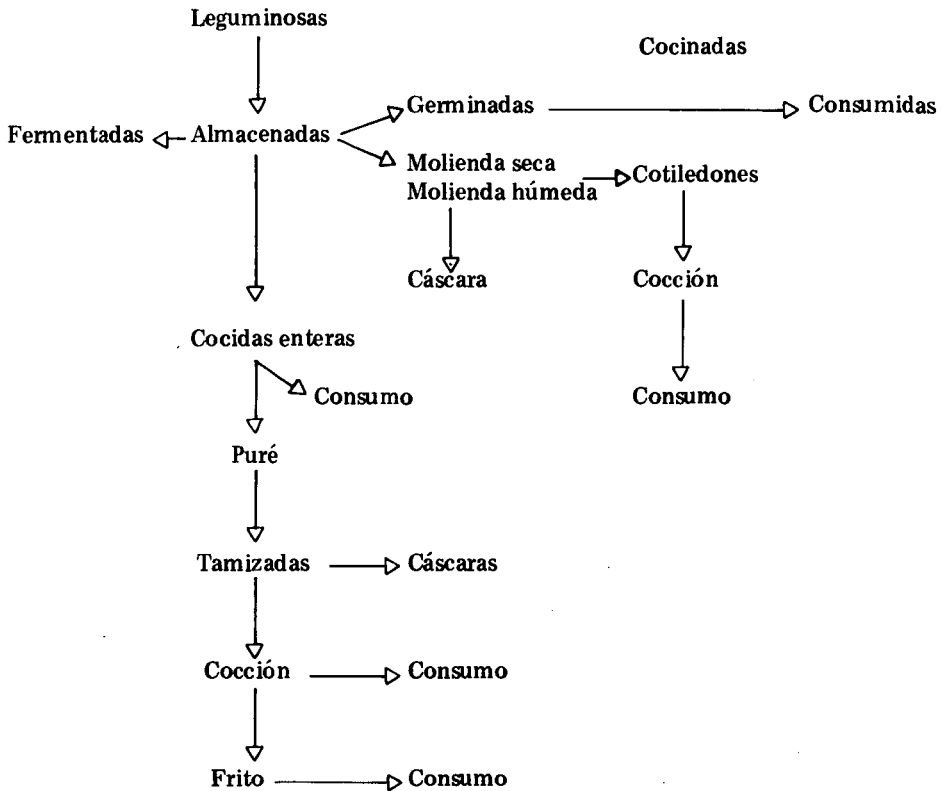 Leguminosas
Cocinadas
Germinadas
Consumidas
Fermentadas
Almacenadas
Molienda seca
Molienda húmeda
Cotiledones
Cáscara
Cocción
Cocidas enteras
Consumo
Consumo
Puré
Tamizadas
Cáscaras
Cocción
Consumo
Frito
Consumo